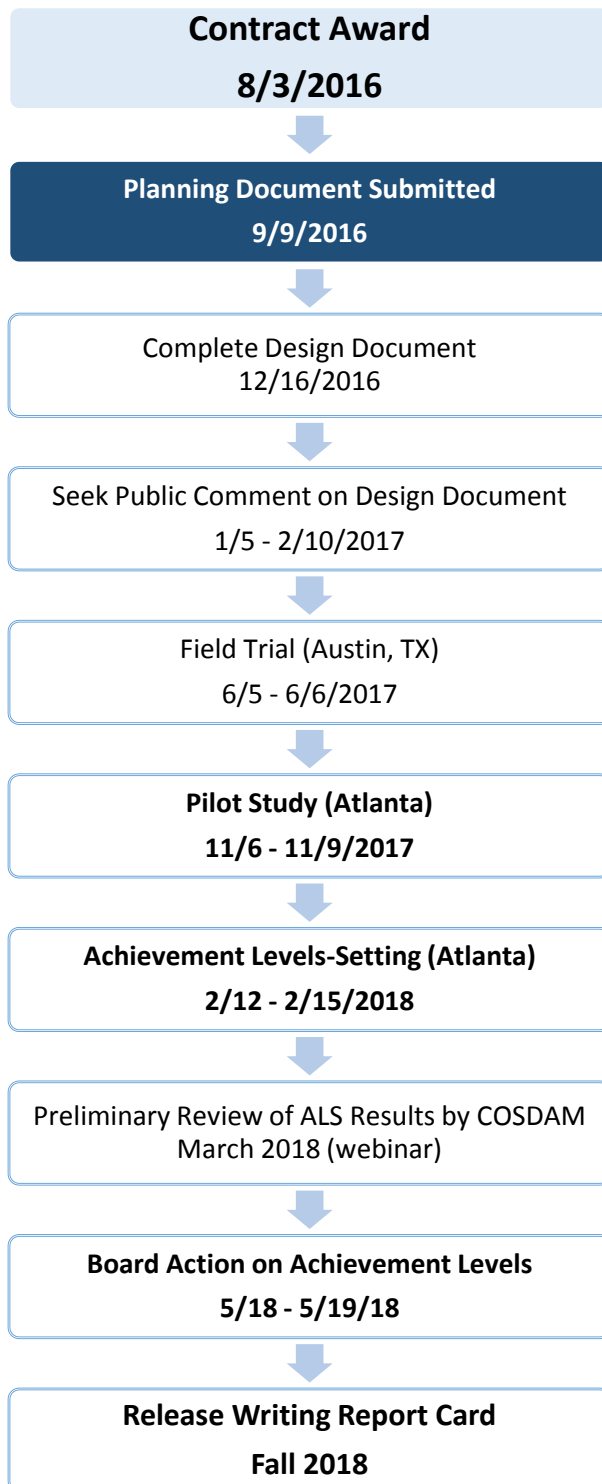 Contract Award
8/3/2016
Planning Document Submitted
9/9/2016
Complete Design Document
12/16/2016
Seek Public Comment on Design Document
1/5 - 2/10/2017
Field Trial (Austin, TX)
6/5 - 6/6/2017
Pilot Study (Atlanta)
11/6 - 11/9/2017
Achievement Levels-Setting (Atlanta)
2/12 - 2/15/2018
Preliminary Review of ALS Results by COSDAM
March 2018 (webinar)
Board Action on Achievement Levels
5/18 - 5/19/18
Release Writing Report Card
Fall 2018